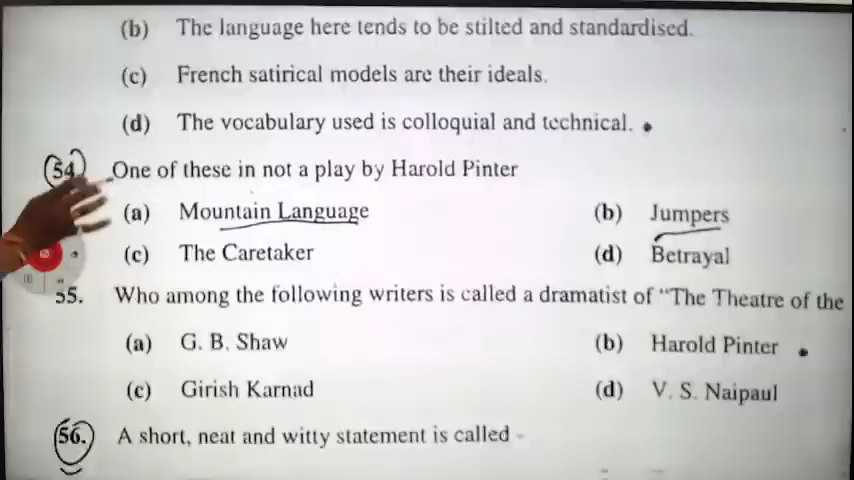 (b) The language here tends to be stilted and standardised.
(c) French satirical models are their ideals.
(d) The vocabulary used is colloquial and technical.
54. One of these in not a play by Harold Pinter
(a) Mountain Language (b) Jumpers
(c) The Caretaker (d) Betrayal
55. Who among the following writers is called a dramatist of "The Theatre of the
(a) G. B. Shaw (b) Harold Pinter
(c) Girish Karnad (d) V. S. Naipaul
56. A short, neat and witty statement is called -